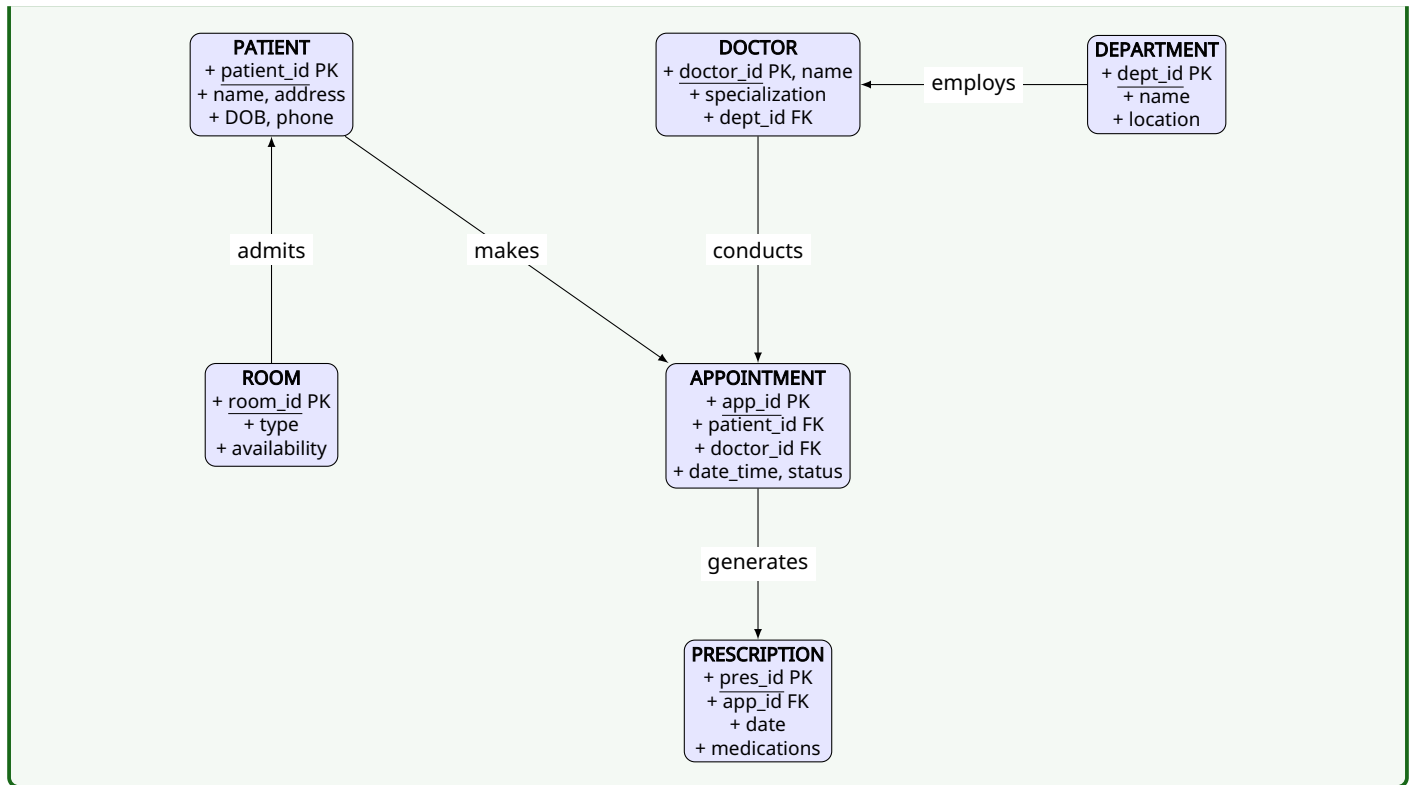 PATIENT
+ patient_id PK
+ name, address
+ DOB, phone
DOCTOR
+ doctor_id PK, name
+ specialization
+ dept_id FK
employs
DEPARTMENT
+ dept_id PK
+ name
+ location
admits
makes
conducts
ROOM
+ room_id PK
+ type
+ availability
APPOINTMENT
+ app_id PK
+ patient_id FK
+ doctor_id FK
+ date_time, status
generates
PRESCRIPTION
+ pres_id PK
+ app_id FK
+ date
+ medications